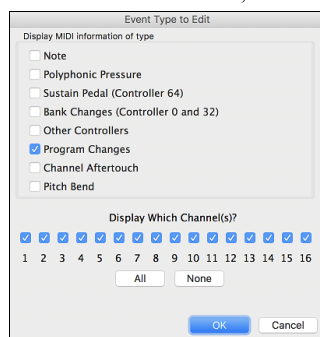 Event Type to Edit
Display MIDI information of type
Note
Polyphonic Pressure
Sustain Pedal (Controller 64)
Bank Changes (Controller 0 and 32)
Other Controllers
Program Changes
Channel Aftertouch
Pitch Bend
Display Which Channel(s)?
1 2 3 4 5 6 7 8 9 10 11 12 13 14 15 16
All None
OK Cancel